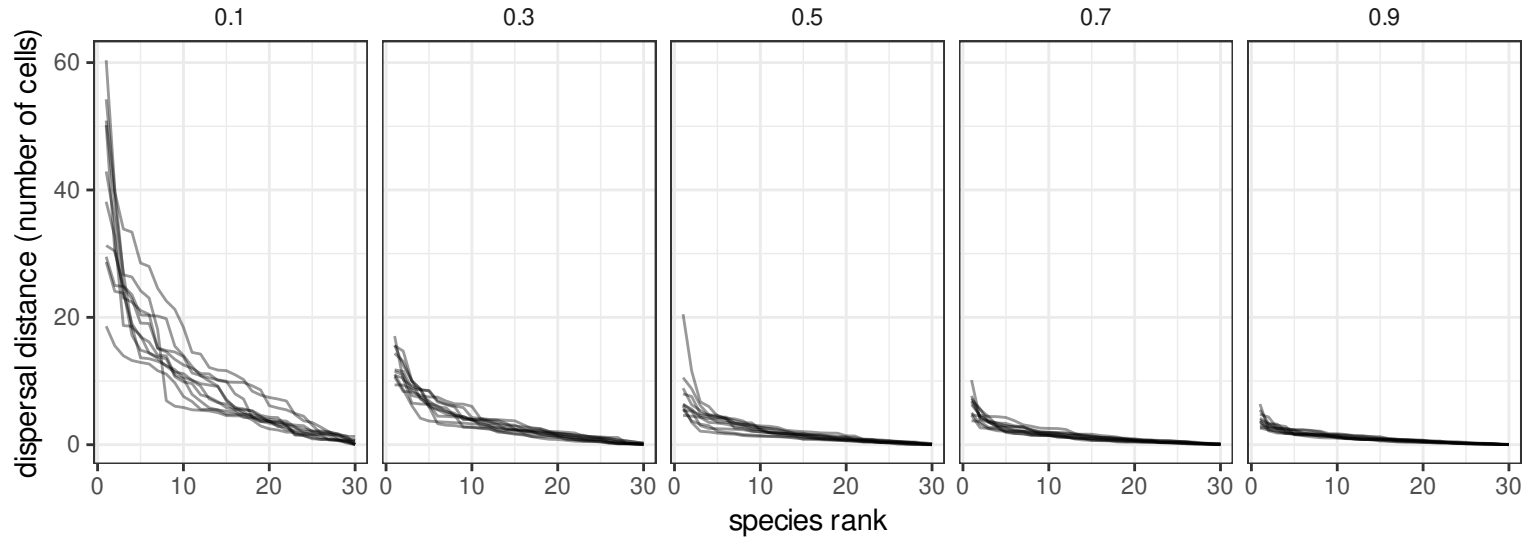 0.1 0.3 0.5 0.7 0.9
dispersal distance (number of cells)
60
40
20
0
0 10 20 30 0 10 20 30 0 10 20 30 0 10 20 30 0 10 20 30
species rank